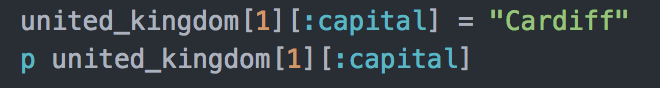 united_kingdom[1][:capital] = "Cardiff"
p united_kingdom[1][:capital]